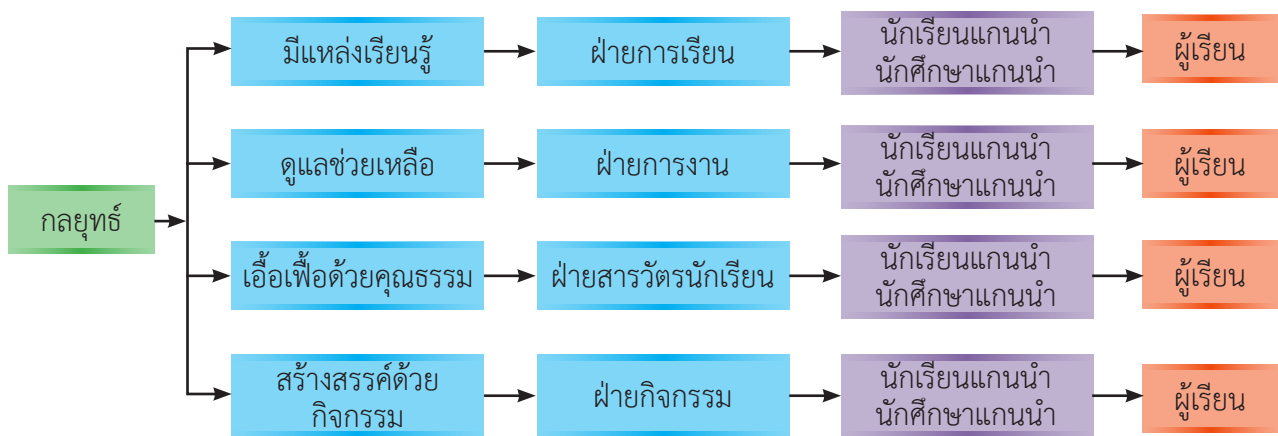 มีแหล่งเรียนรู้
ฝ่ายการเรียน
นักเรียนแกนนำ
นักศึกษาแกนนำ
ผู้เรียน
ดูแลช่วยเหลือ
ฝ่ายการงาน
นักเรียนแกนนำ
นักศึกษาแกนนำ
ผู้เรียน
กลยุทธ์
เอื้อเฟื้อด้วยคุณธรรม
ฝ่ายสารวัตรนักเรียน
นักเรียนแกนนำ
นักศึกษาแกนนำ
ผู้เรียน
สร้างสรรค์ด้วย
กิจกรรม
ฝ่ายกิจกรรม
นักเรียนแกนนำ
นักศึกษาแกนนำ
ผู้เรียน